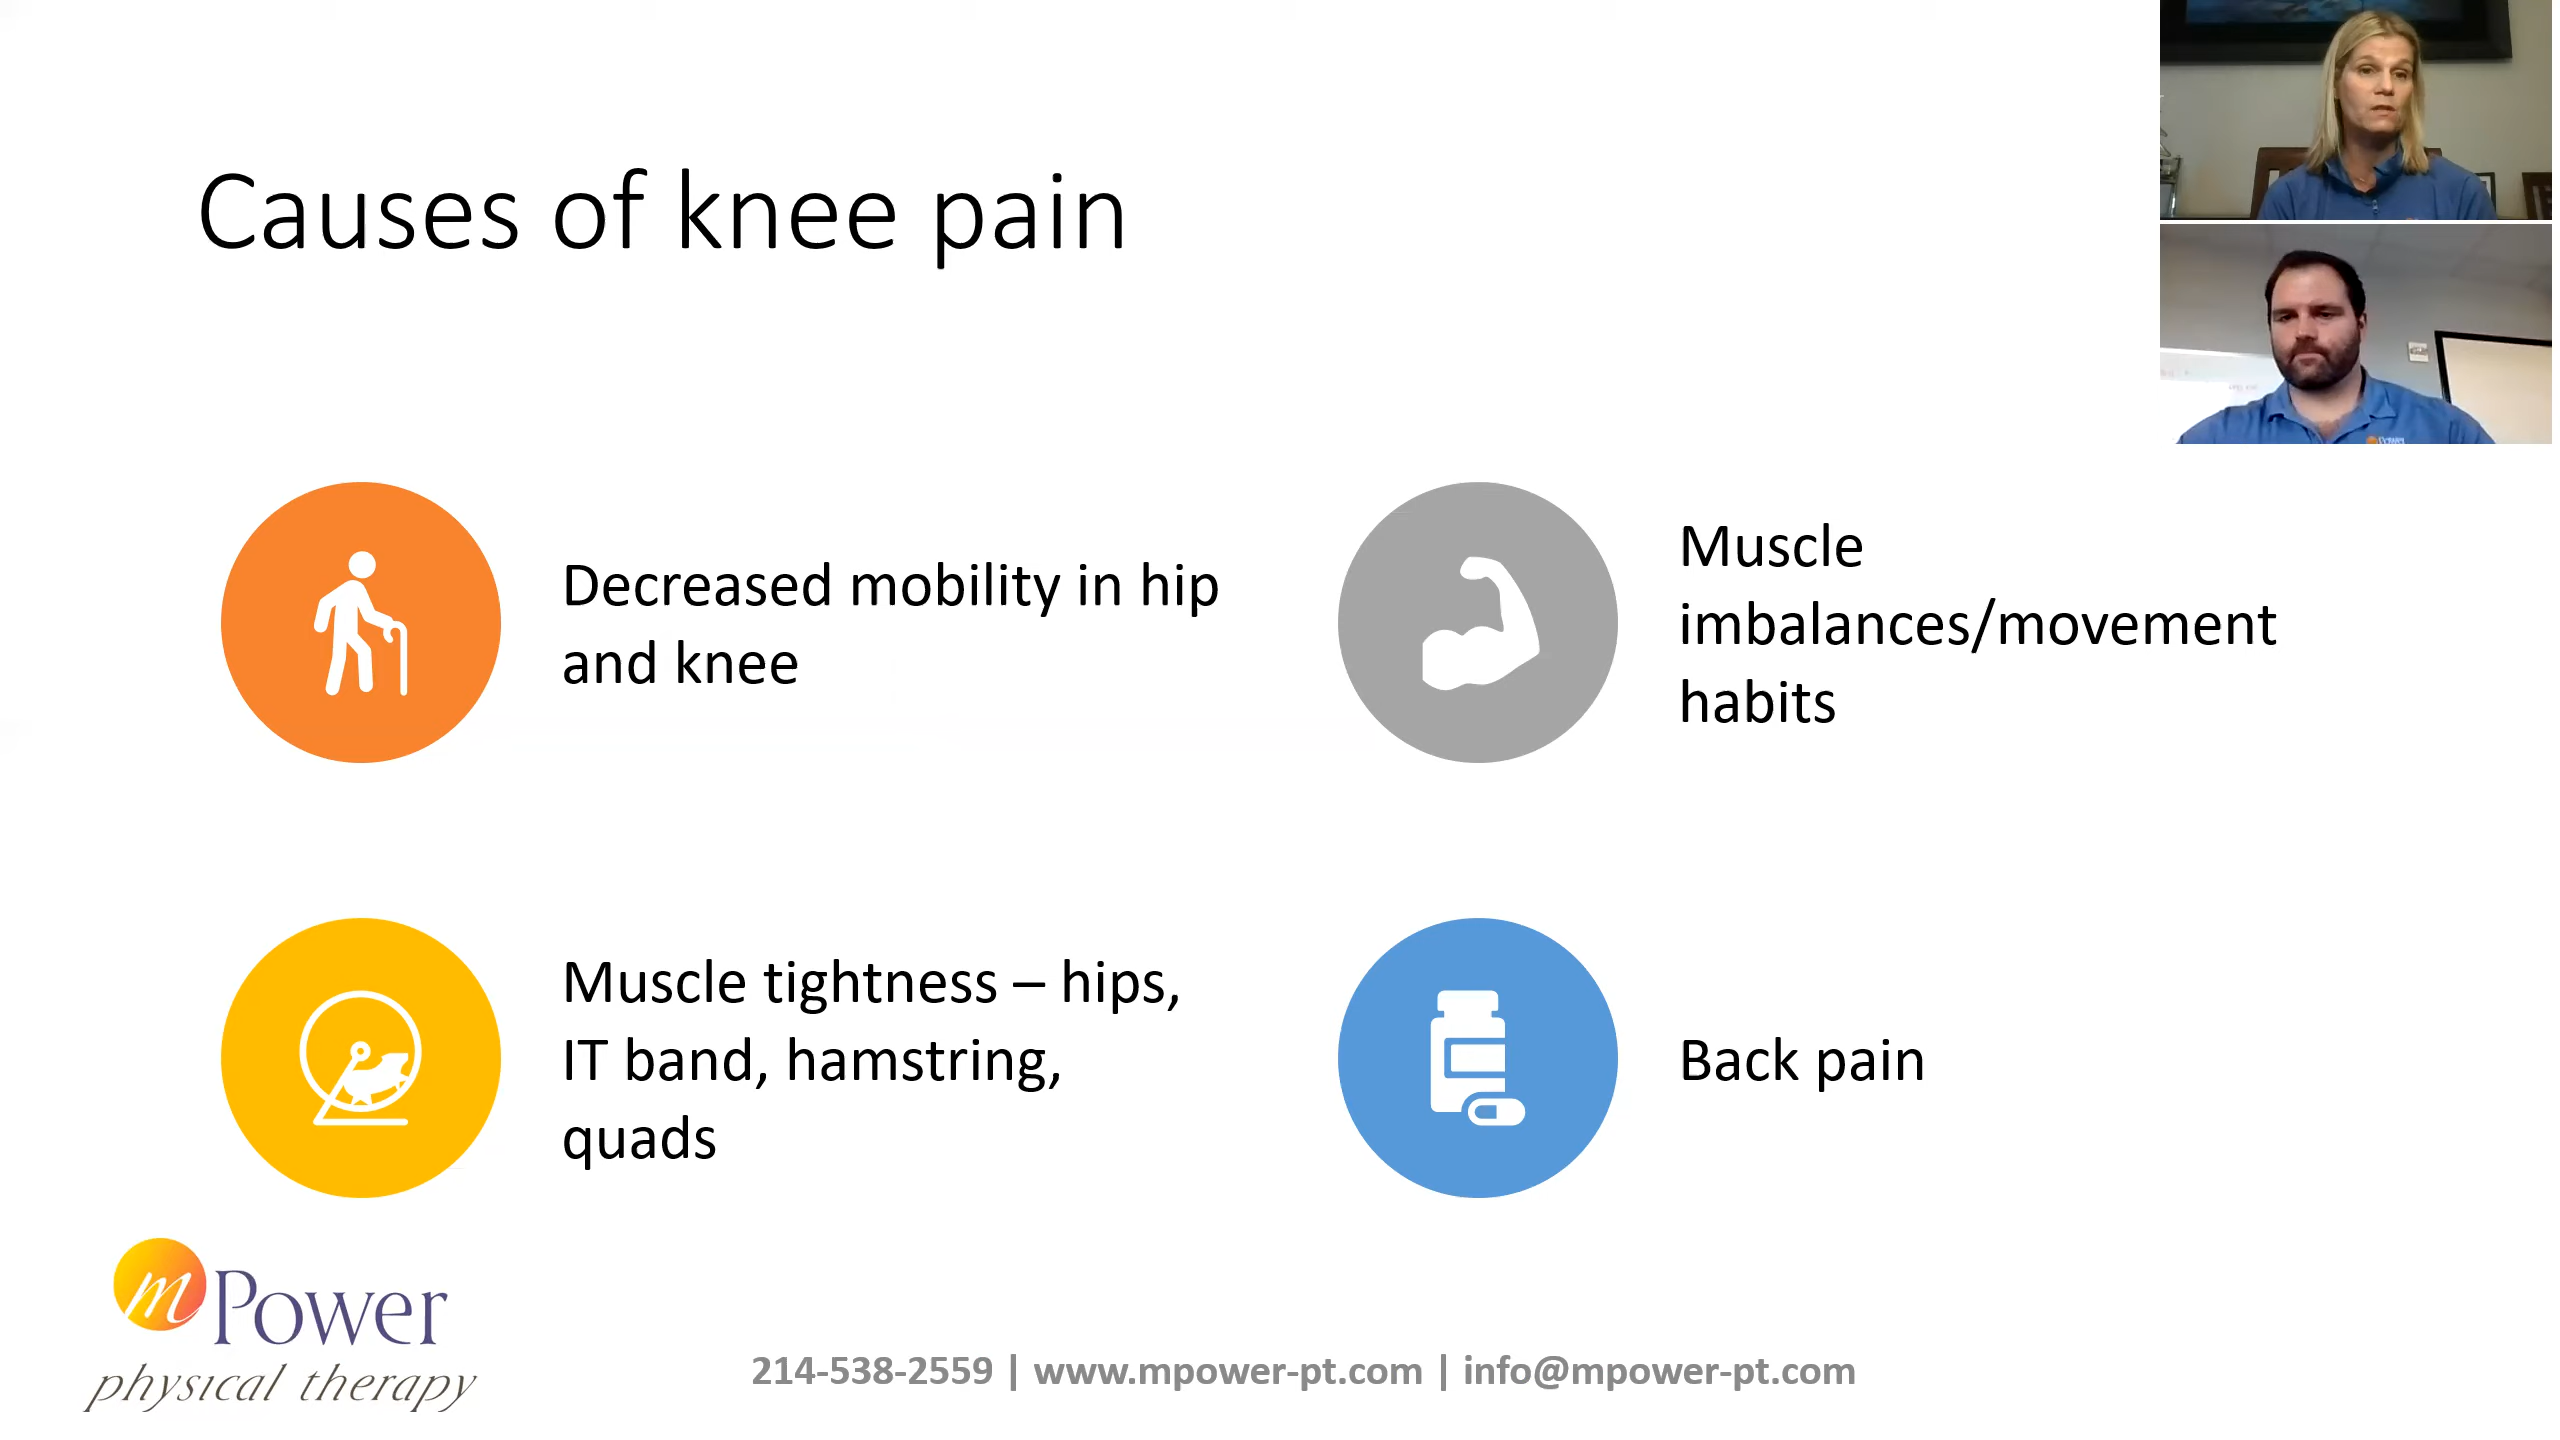 Causes of knee pain
Decreased mobility in hip
and knee
Muscle
imbalances/movement
habits
Muscle tightness – hips,
IT band, hamstring,
quads
Back pain
mPower
physical therapy
214-538-2559 | www.mpower-pt.com | info@mpower-pt.com
Power